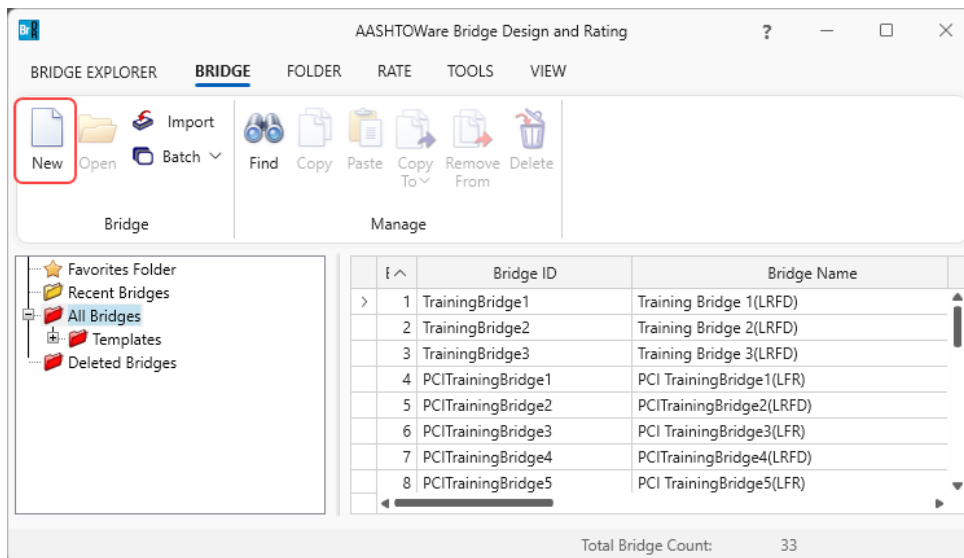 BrDR
AASHTOWare Bridge Design and Rating
?
BRIDGE EXPLORER BRIDGE FOLDER RATE TOOLS VIEW
New
Open
Import
Batch
Find
Copy
Paste
Copy To
Remove From
Delete
Bridge
Manage
Favorites Folder
Recent Bridges
All Bridges
Templates
Deleted Bridges
Bridge ID Bridge Name
1 TrainingBridge1 Training Bridge 1(LRFD)
2 TrainingBridge2 Training Bridge 2(LRFD)
3 TrainingBridge3 Training Bridge 3(LRFD)
4 PCITrainingBridge1 PCI TrainingBridge1(LFR)
5 PCITrainingBridge2 PCITrainingBridge2(LRFD)
6 PCITrainingBridge3 PCI TrainingBridge3(LFR)
7 PCITrainingBridge4 PCITrainingBridge4(LRFD)
8 PCITrainingBridge5 PCI TrainingBridge5(LFR)
Total Bridge Count: 33